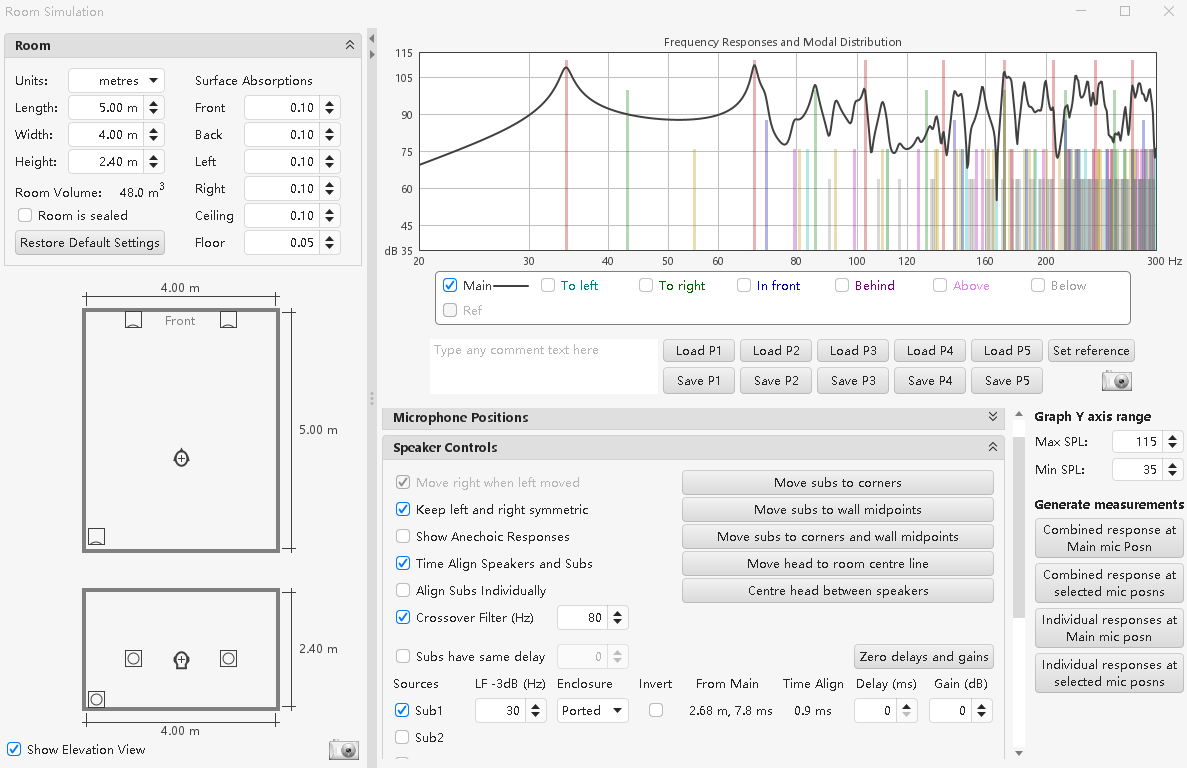 Room Simulation
Room
Units: metres
Length: 5.00 m
Width: 4.00 m
Height: 2.40 m
Room Volume: 48.0 m3
Room is sealed
Restore Default Settings
Surface Absorptions
Front 0.10
Back 0.10
Left 0.10
Right 0.10
Ceiling 0.10
Floor 0.05
4.00 m
Front
5.00 m
2.40 m
4.00 m
Show Elevation View
Frequency Responses and Modal Distribution
115
105
90
75
60
45
dB 35
20 30 40 50 60 80 100 120 160 200 300 Hz
Main To left To right In front Behind Above Below
Ref
Type any comment text here
Load P1 Load P2 Load P3 Load P4 Load P5 Set reference
Save P1 Save P2 Save P3 Save P4 Save P5
Microphone Positions
Speaker Controls
Move right when left moved Move subs to corners
Keep left and right symmetric Move subs to wall midpoints
Show Anechoic Responses Move subs to corners and wall midpoints
Time Align Speakers and Subs Move head to room centre line
Align Subs Individually Centre head between speakers
Crossover Filter (Hz) 80
Subs have same delay 0 Zero delays and gains
Sources LF -3dB (Hz) Enclosure Invert From Main Time Align Delay (ms) Gain (dB)
Sub1 30 Ported 2.68 m, 7.8 ms 0.9 ms 0 0
Sub2
Graph Y axis range
Max SPL: 115
Min SPL: 35
Generate measurements
Combined response at
Main mic Posn
Combined response at
selected mic posns
Individual responses at
Main mic posn
Individual responses at
selected mic posns